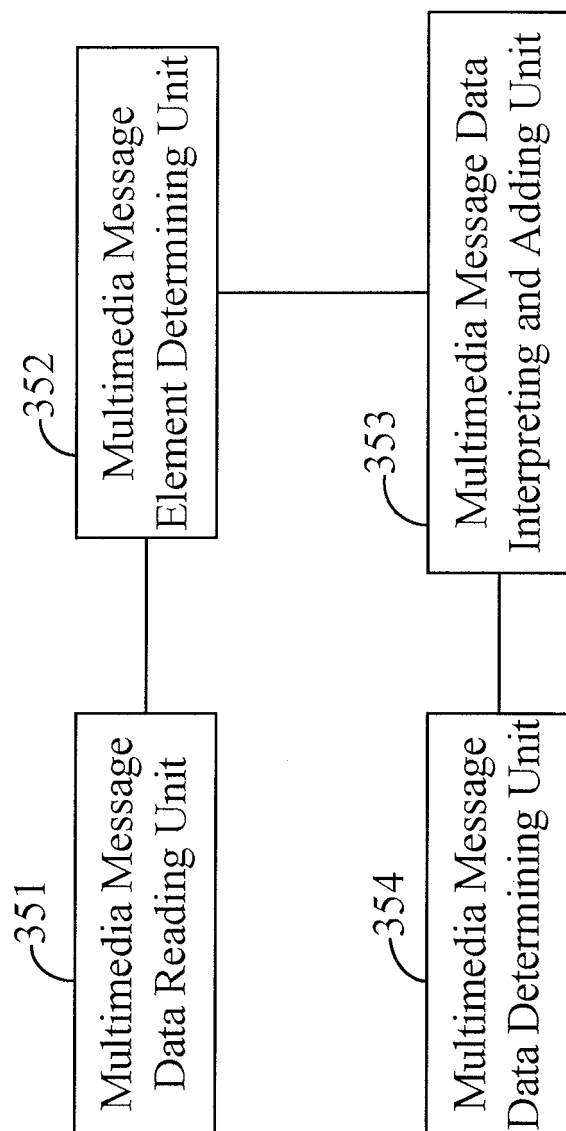 351
Multimedia Message
Data Reading Unit
352
Multimedia Message
Element Determining Unit
354
Multimedia Message
Data Determining Unit
353
Multimedia Message Data
Interpreting and Adding Unit